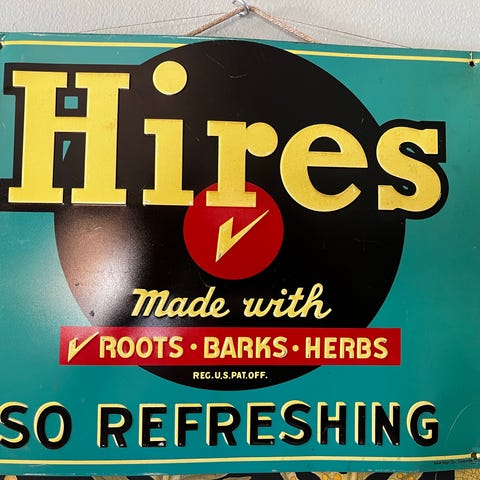 Hires
Made with
ROOTS • BARKS • HERBS
REG.U.S.PAT.OFF.
SO REFRESHING